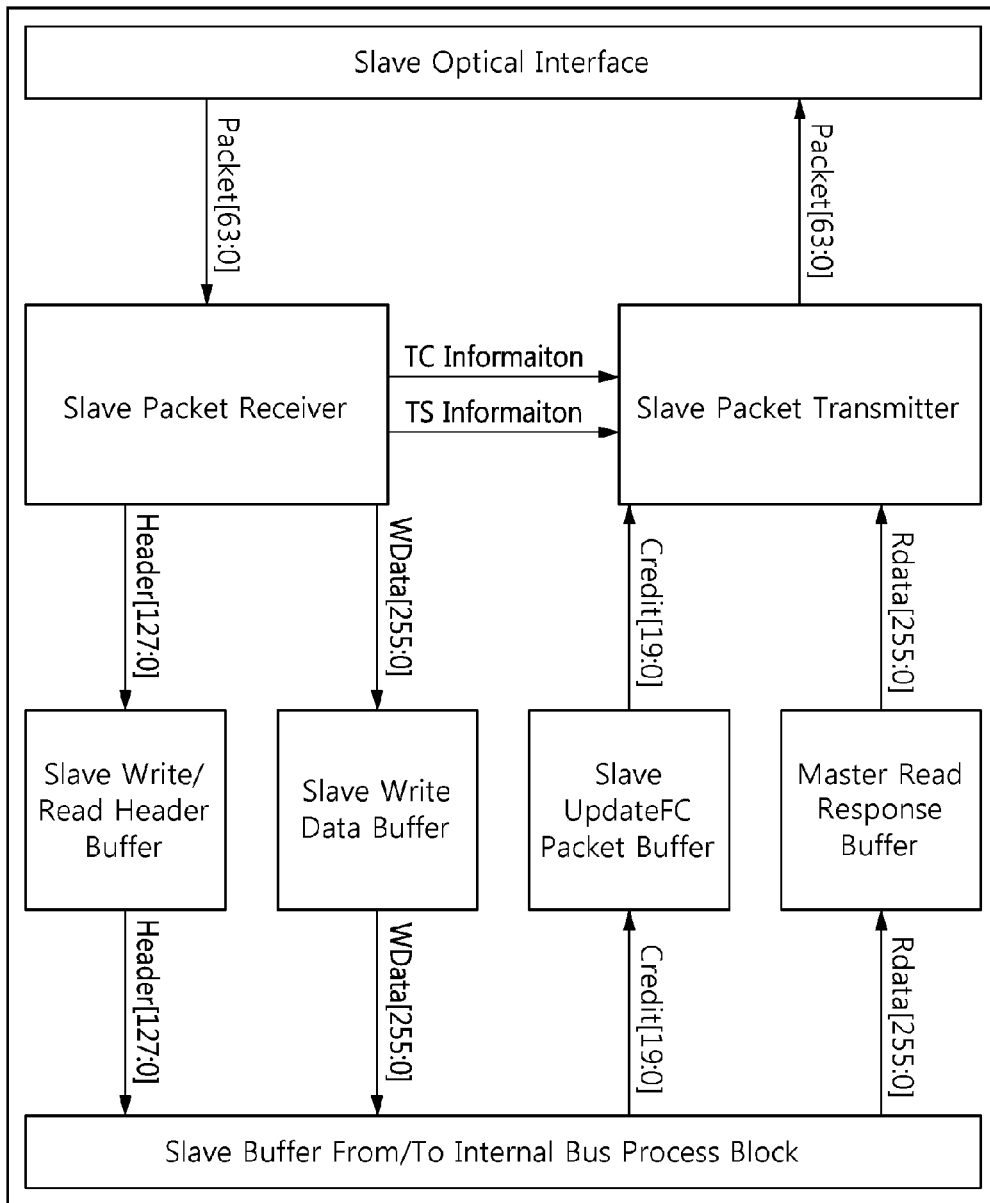 Slave Optical Interface
Packet[63:0]
Packet[63:0]
Slave Packet Receiver
TC Informaiton
TS Informaiton
Slave Packet Transmitter
Header[127:0]
WData[255:0]
Credit[19:0]
Rdata[255:0]
Slave Write/
Read Header
Buffer
Slave Write
Data Buffer
Slave
UpdateFC
Packet Buffer
Master Read
Response
Buffer
Header[127:0]
WData[255:0]
Credit[19:0]
Rdata[255:0]
Slave Buffer From/To Internal Bus Process Block